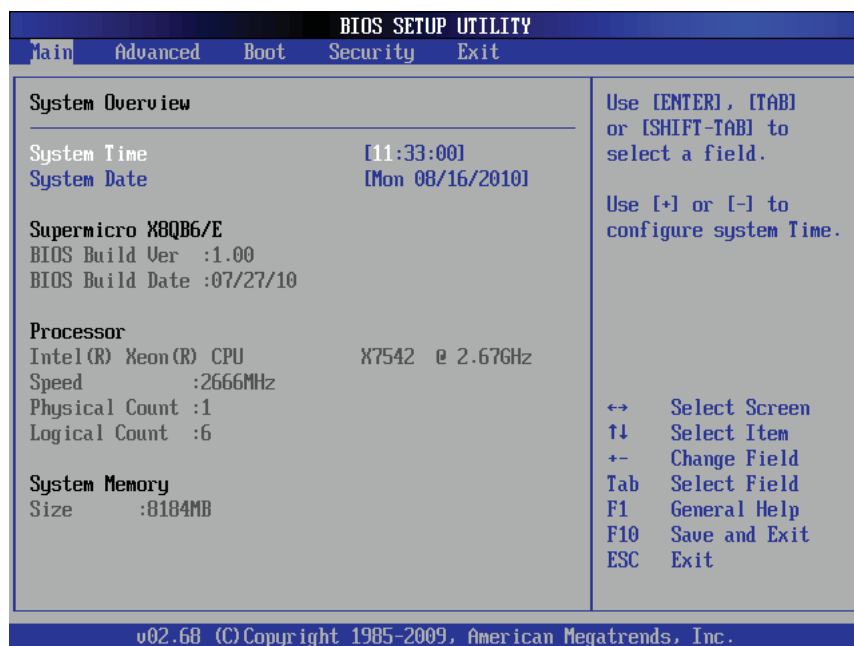 BIOS SETUP UTILITY
Main Advanced Boot Security Exit
System Overview
System Time [11:33:00]
System Date [Mon 08/16/2010]
Supermicro X8QB6/E
BIOS Build Ver :1.00
BIOS Build Date :07/27/10
Processor
Intel(R) Xeon(R) CPU X7542 @ 2.67GHz
Speed :2666MHz
Physical Count :1
Logical Count :6
System Memory
Size :8184MB
Use [ENTER], [TAB]
or [SHIFT-TAB] to
select a field.
Use [+] or [-] to
configure system Time.
↔ Select Screen
↑↓ Select Item
+- Change Field
Tab Select Field
F1 General Help
F10 Save and Exit
ESC Exit
v02.68 (C)Copyright 1985-2009, American Megatrends, Inc.